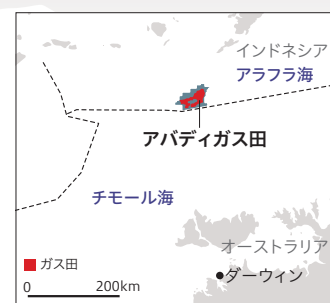 インドネシア
アラフラ海
アバディガス田
チモール海
オーストラリア
ダーウィン
ガス田
0 200km